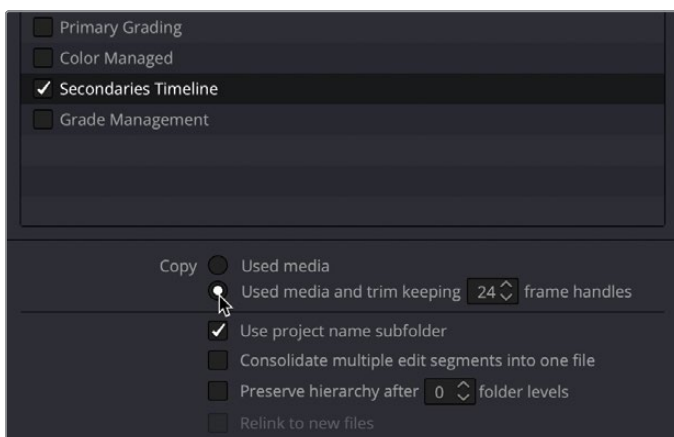 Primary Grading
Color Managed
Secondaries Timeline
Grade Management
Copy Used media
Used media and trim keeping 24 frame handles
Use project name subfolder
Consolidate multiple edit segments into one file
Preserve hierarchy after 0 folder levels
Relink to new files